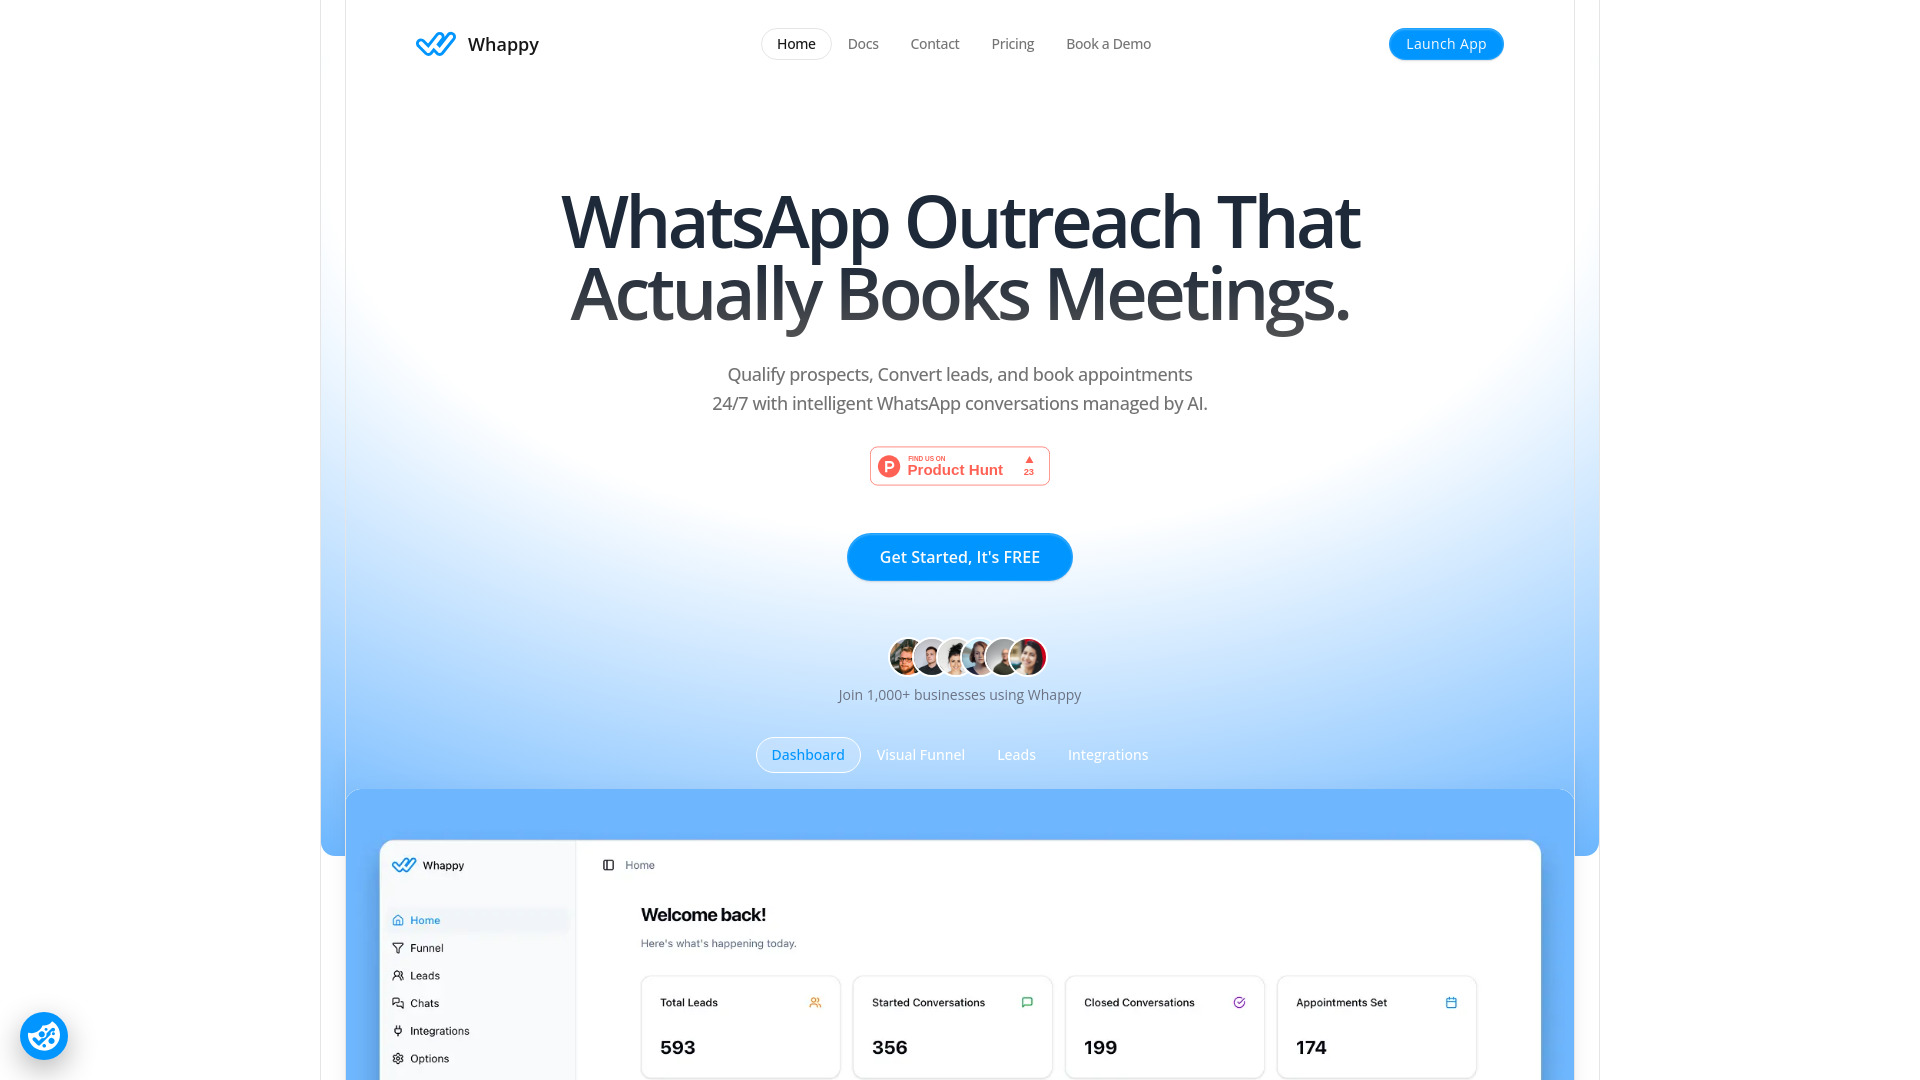 Whappy
Home
Docs
Contact
Pricing
Book a Demo
Launch App
WhatsApp Outreach That
Actually Books Meetings.
Qualify prospects, Convert leads, and book appointments
24/7 with intelligent WhatsApp conversations managed by AI.
FIND US ON
Product Hunt
23
Get Started, It's FREE
Join 1,000+ businesses using Whappy
Dashboard
Visual Funnel
Leads
Integrations
Whappy
Home
Funnel
Leads
Chats
Integrations
Options
Home
Welcome back!
Here's what's happening today.
Total Leads
593
Started Conversations
356
Closed Conversations
199
Appointments Set
174